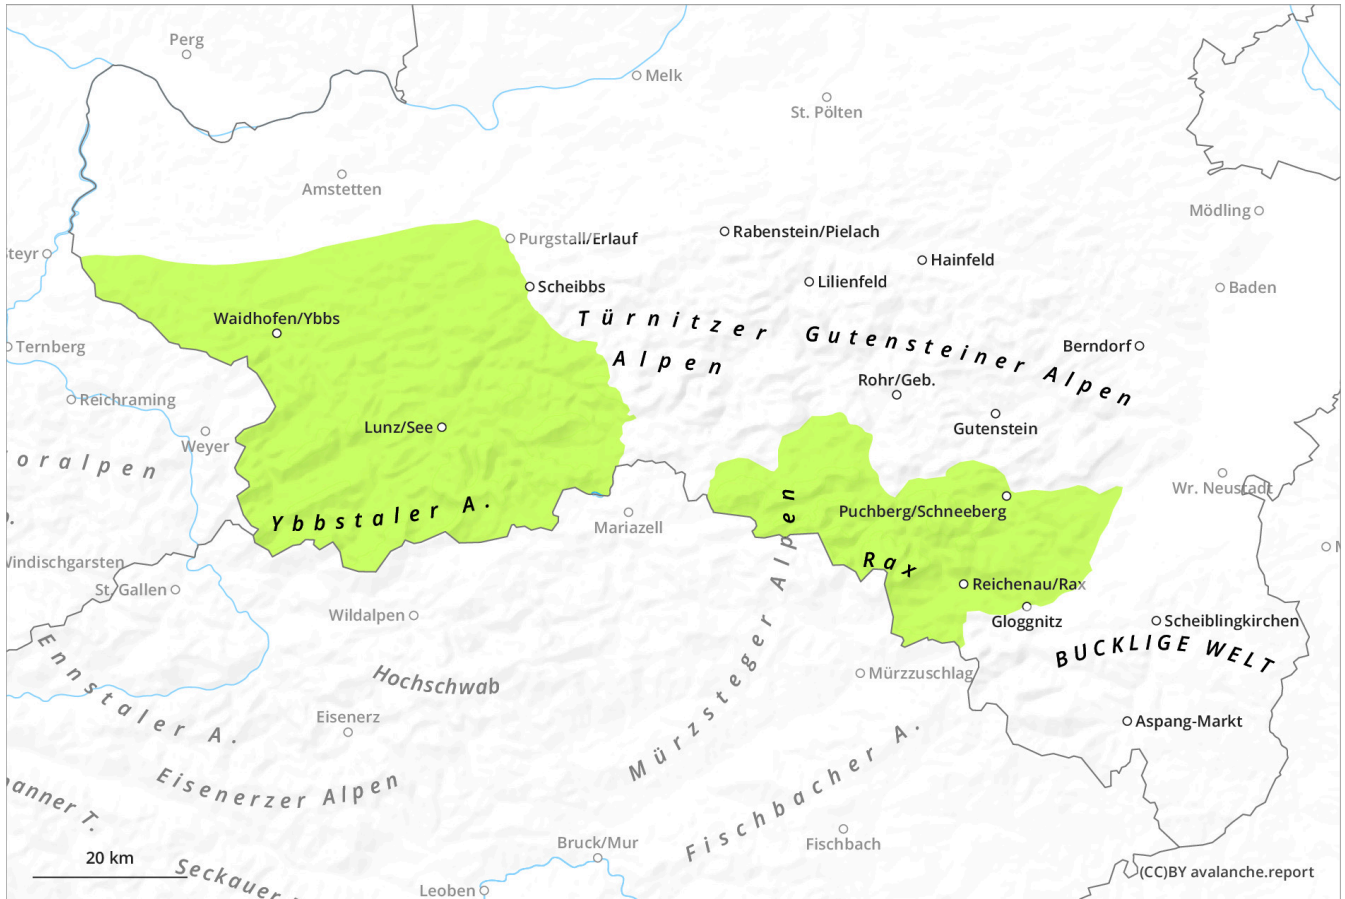 Perg
Melk
St. Pölten
Amstetten
Mödling
Purgstall/Erlauf
Rabenstein/Pielach
Hainfeld
Lilienfeld
Baden
Scheibbs
Waidhofen/Ybbs
Türnitzer
Alpen
Gutensteiner Alpen
Berndorf
Ternberg
Rohr/Geb.
Reichraming
Gutenstein
Lunz/See
Weyer
Wr. Neustadt
Puchberg/Schneeberg
Ybbstaler A.
Mariazell
Rax
St. Gallen
Reichenau/Rax
Wildalpen
Gloggnitz
Scheiblingkirchen
BUCKLIGE WELT
Ennstaler A.
Hochschwab
Mürzsteger Alpen
Mürzzuschlag
Eisenerz
Aspang-Markt
Eisenerzer Alpen
Fischbacher A.
Fischbach
Bruck/Mur
20 km
Seckauer
Leoben
(CC)BY avalanche.report